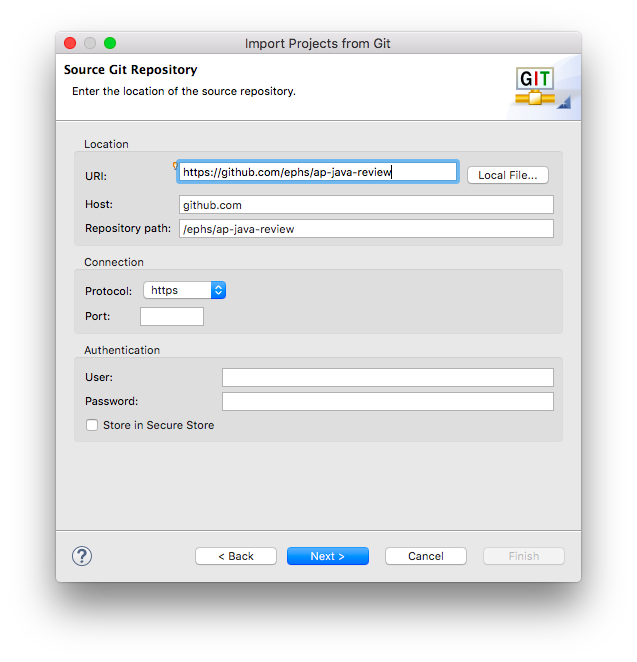 Import Projects from Git
Source Git Repository
Enter the location of the source repository.
GIT
Location
URI: https://github.com/ephs/ap-java-review Local File...
Host: github.com
Repository path: /ephs/ap-java-review
Connection
Protocol: https
Port:
Authentication
User:
Password:
Store in Secure Store
? < Back Next > Cancel Finish